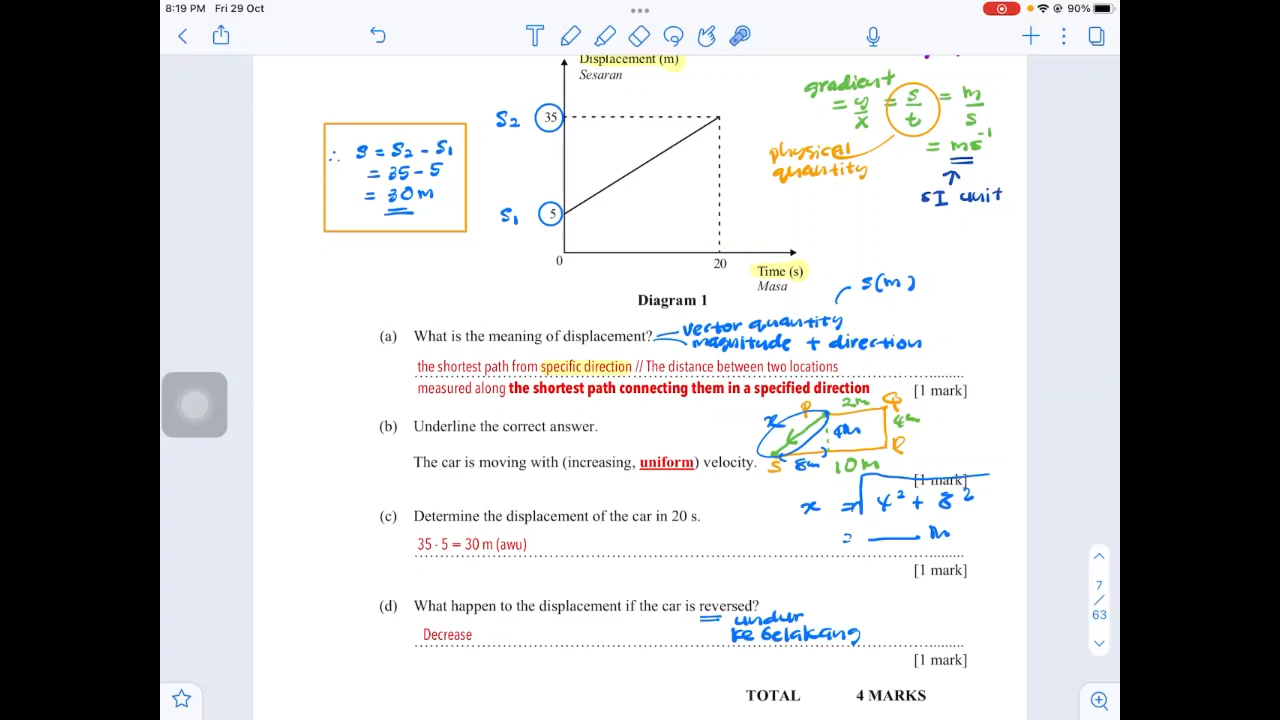 8:19 PM Fri 29 Oct
90%
Displacement (m)
Sesaran
gradient
= y/x = s/t = m/s
= ms⁻¹
SI unit
physical
quantity
S2 35
∴ s = S2 - S1
= 35 - 5
= 30 m
S1 5
0
20
Time (s)
Masa
s (m)
Diagram 1
(a) What is the meaning of displacement?
vector quantity
magnitude + direction
the shortest path from specific direction // The distance between two locations
measured along the shortest path connecting them in a specified direction
[1 mark]
(b) Underline the correct answer.
The car is moving with (increasing, uniform) velocity.
[1 mark]
P 2m Q
x 4m 4m
S 8m 10m R
x = √4² + 8²
= ___ m
(c) Determine the displacement of the car in 20 s.
35 - 5 = 30 m (awu)
[1 mark]
(d) What happen to the displacement if the car is reversed?
= undur
ke belakang
Decrease
[1 mark]
TOTAL 4 MARKS
7
/
63